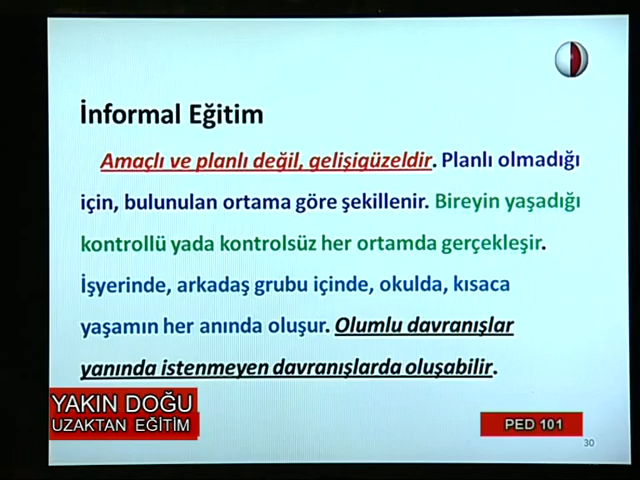 İnformal Eğitim
Amaçlı ve planlı değil, gelişigüzeldir. Planlı olmadığı
için, bulunulan ortama göre şekillenir. Bireyin yaşadığı
kontrollü yada kontrolsüz her ortamda gerçekleşir.
İşyerinde, arkadaş grubu içinde, okulda, kısaca
yaşamın her anında oluşur. Olumlu davranışlar
yanında istenmeyen davranışlarda oluşabilir.
YAKIN DOĞU
UZAKTAN EĞİTİM
PED 101
30